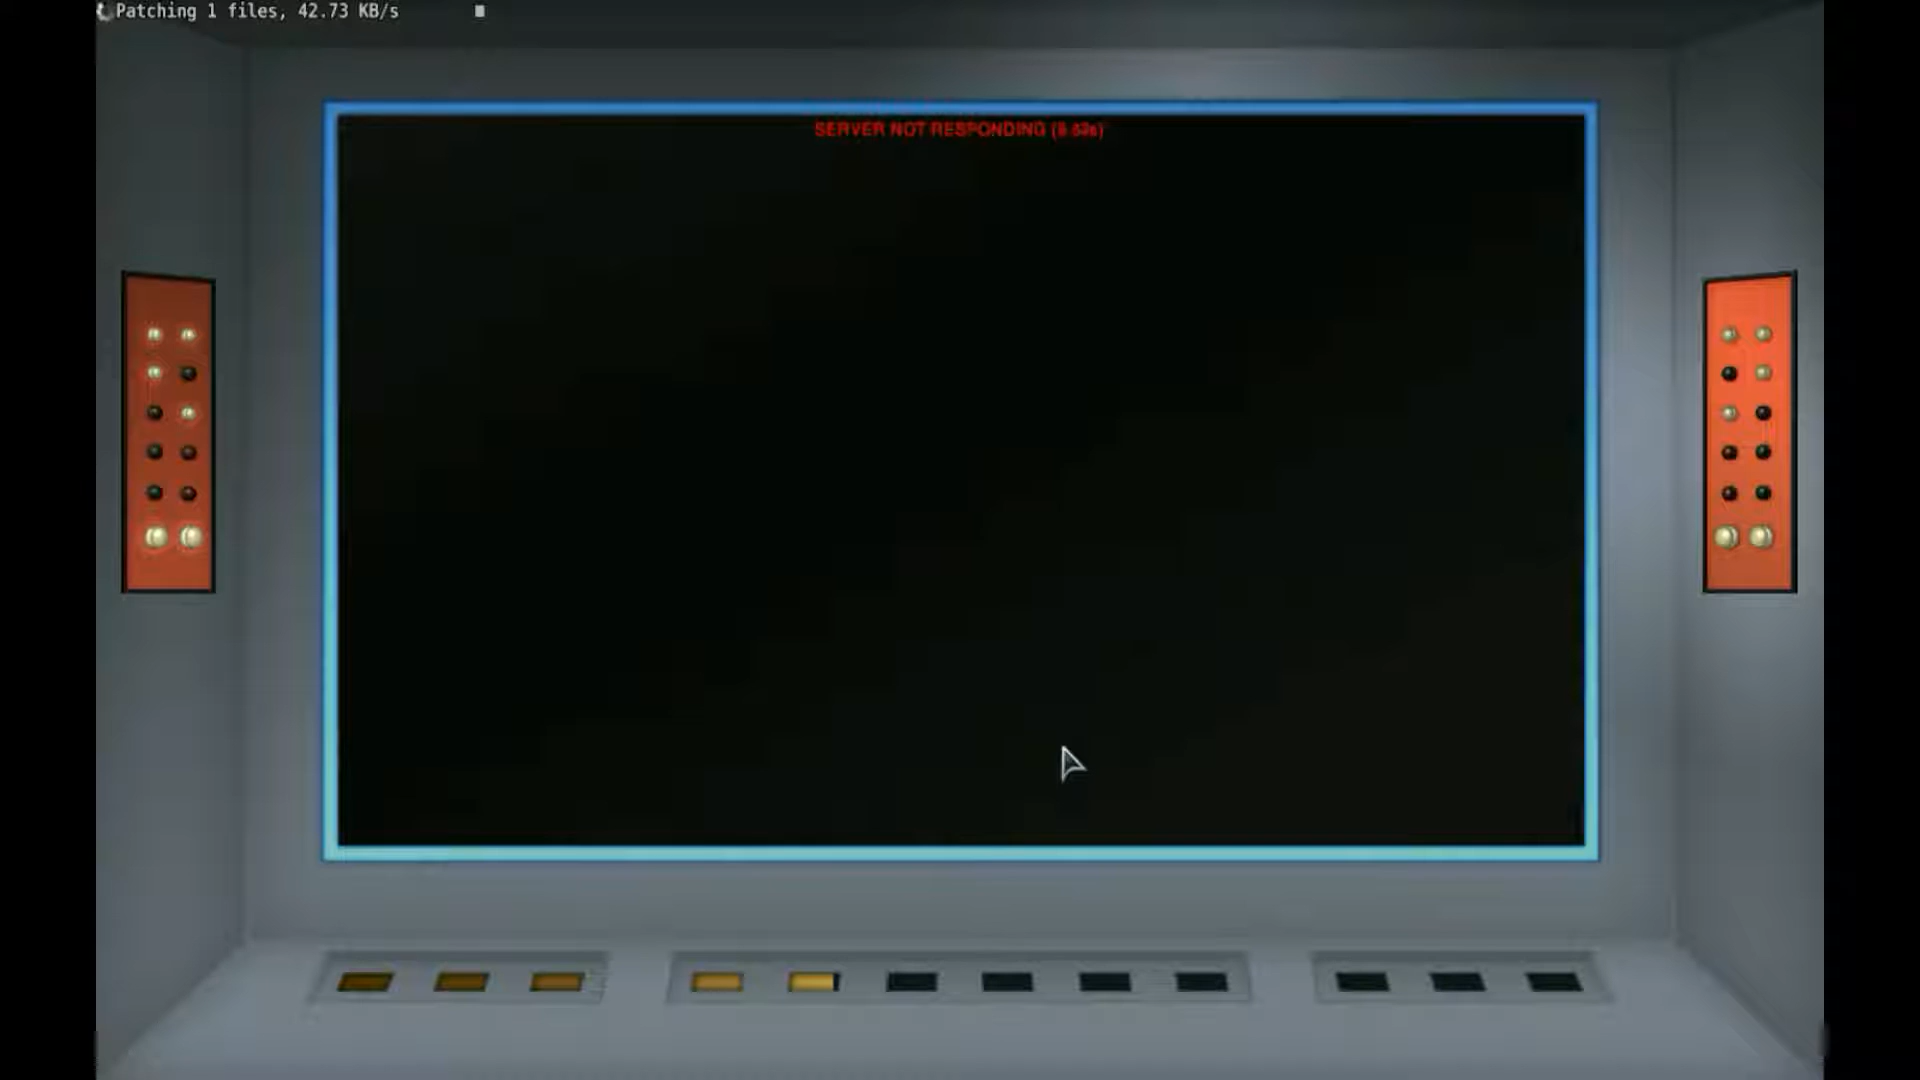 Patching 1 files, 42.73 KB/s
SERVER NOT RESPONDING